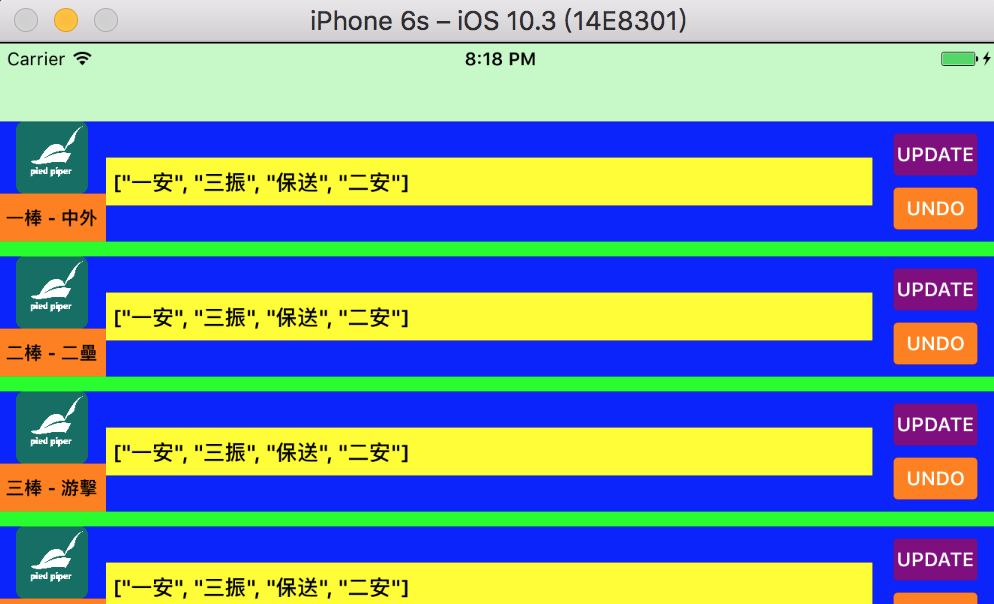 iPhone 6s – iOS 10.3 (14E8301)
Carrier 8:18 PM
pied piper
["一安", "三振", "保送", "二安"]
一棒 - 中外
UPDATE
UNDO
pied piper
["一安", "三振", "保送", "二安"]
二棒 - 二壘
UPDATE
UNDO
pied piper
["一安", "三振", "保送", "二安"]
三棒 - 游擊
UPDATE
UNDO
pied piper
["一安", "三振", "保送", "二安"]
UPDATE